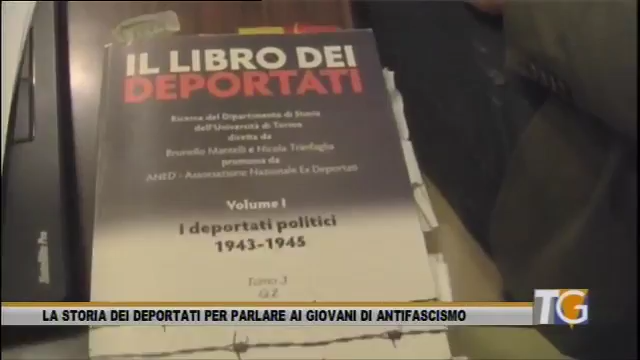 IL LIBRO DEI
DEPORTATI
Ricerca del Dipartimento di Storia
dell'Università di Torino
diretta da
Brunello Mantelli e Nicola Tranfaglia
promossa da
ANED - Associazione Nazionale Ex Deportati
Volume I
I deportati politici
1943-1945
Tomo 3
Q-Z
LA STORIA DEI DEPORTATI PER PARLARE AI GIOVANI DI ANTIFASCISMO
TG